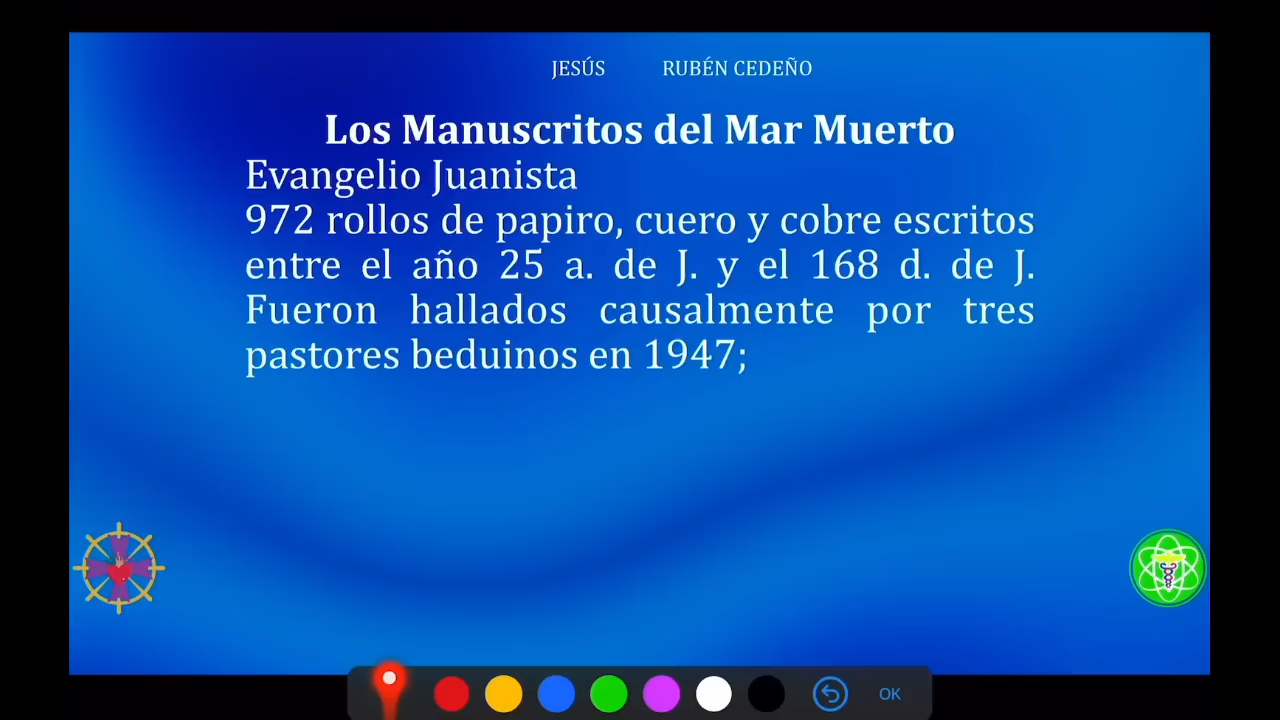 JESÚS RUBÉN CEDEÑO
Los Manuscritos del Mar Muerto
Evangelio Juanista
972 rollos de papiro, cuero y cobre escritos
entre el año 25 a. de J. y el 168 d. de J.
Fueron hallados causalmente por tres
pastores beduinos en 1947;
OK